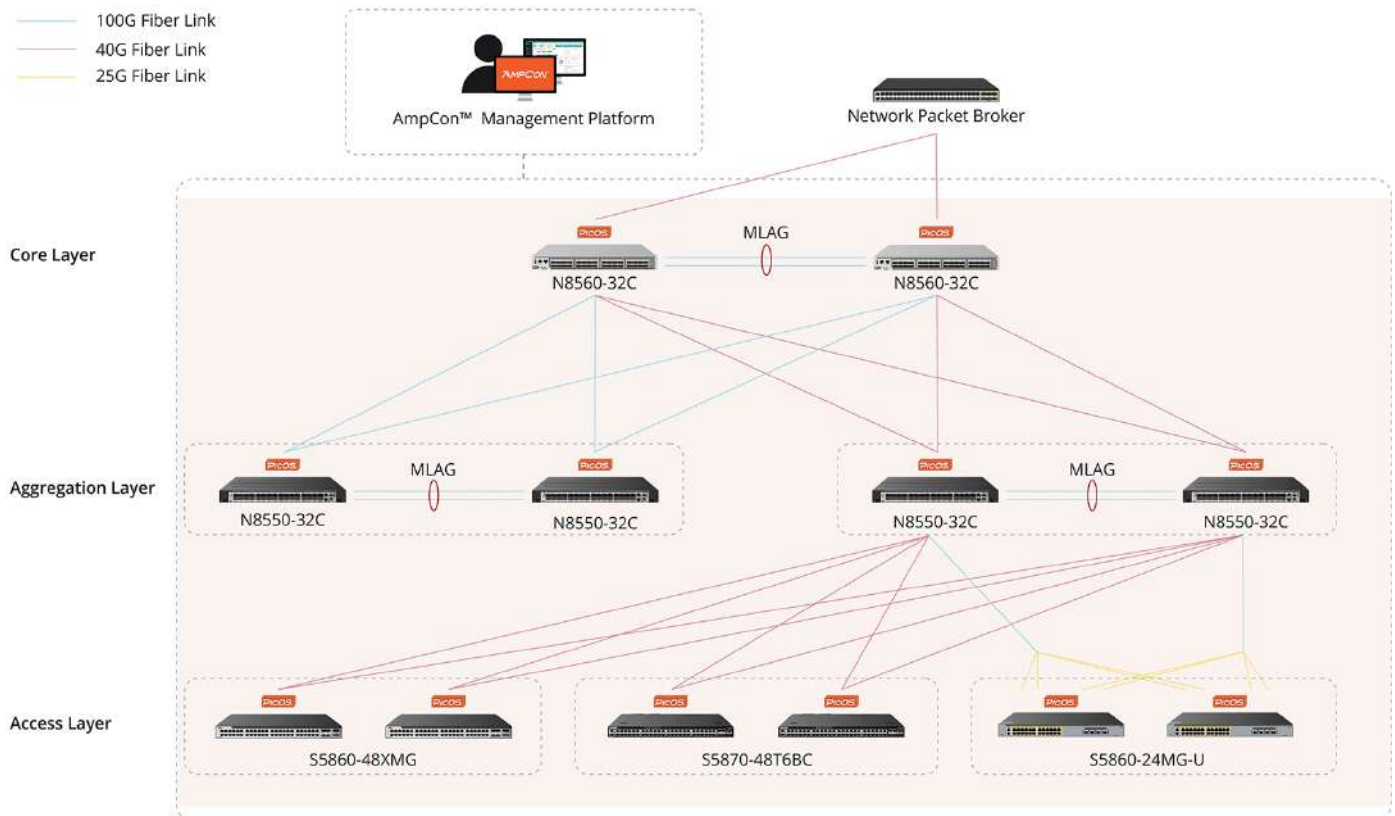 100G Fiber Link
40G Fiber Link
25G Fiber Link
AMPCON
AmpCon™ Management Platform
Network Packet Broker
Core Layer
PICOS
PICOS
MLAG
N8560-32C
N8560-32C
Aggregation Layer
PICOS
PICOS
PICOS
PICOS
MLAG
MLAG
N8550-32C
N8550-32C
N8550-32C
N8550-32C
Access Layer
PICOS
PICOS
PICOS
PICOS
PICOS
PICOS
S5860-48XMG
S5870-48T6BC
S5860-24MG-U